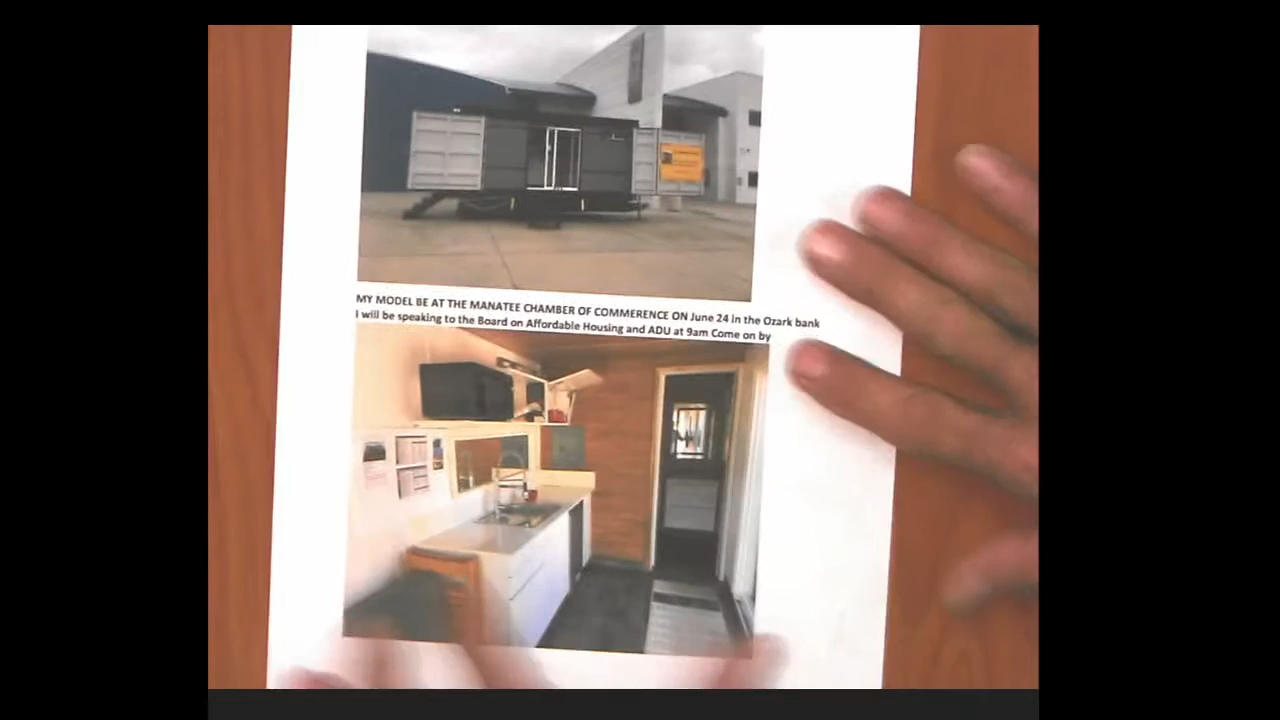 MY MODEL BE AT THE MANATEE CHAMBER OF COMMERENCE ON June 24 in the Ozark bank
I will be speaking to the Board on Affordable Housing and ADU at 9am Come on by